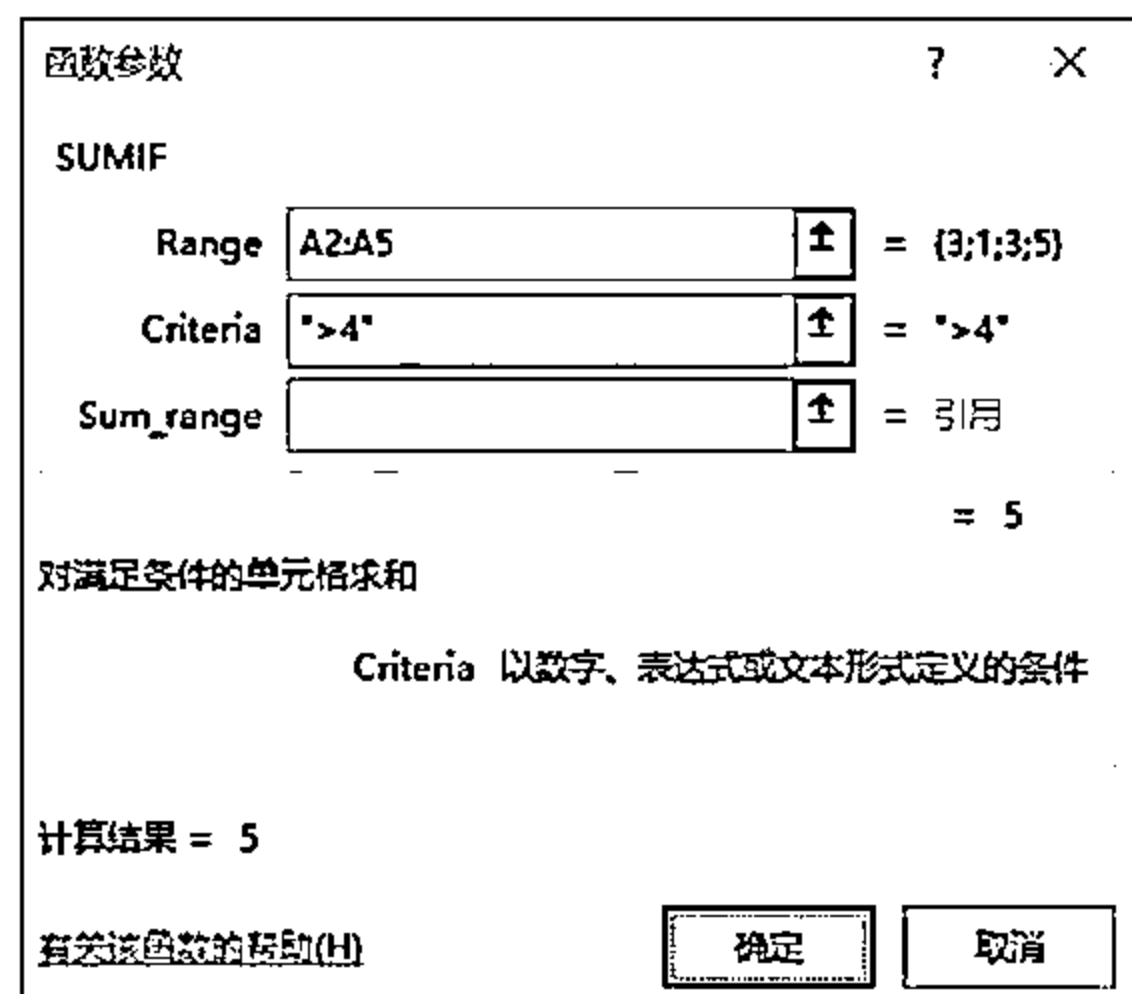 函数参数 ? ×
SUMIF
Range A2:A5 = {3;1;3;5}
Criteria ">4" = ">4"
Sum_range = 引用
= 5
对满足条件的单元格求和
Criteria 以数字、表达式或文本形式定义的条件
计算结果 = 5
有关该函数的帮助(H) 确定 取消